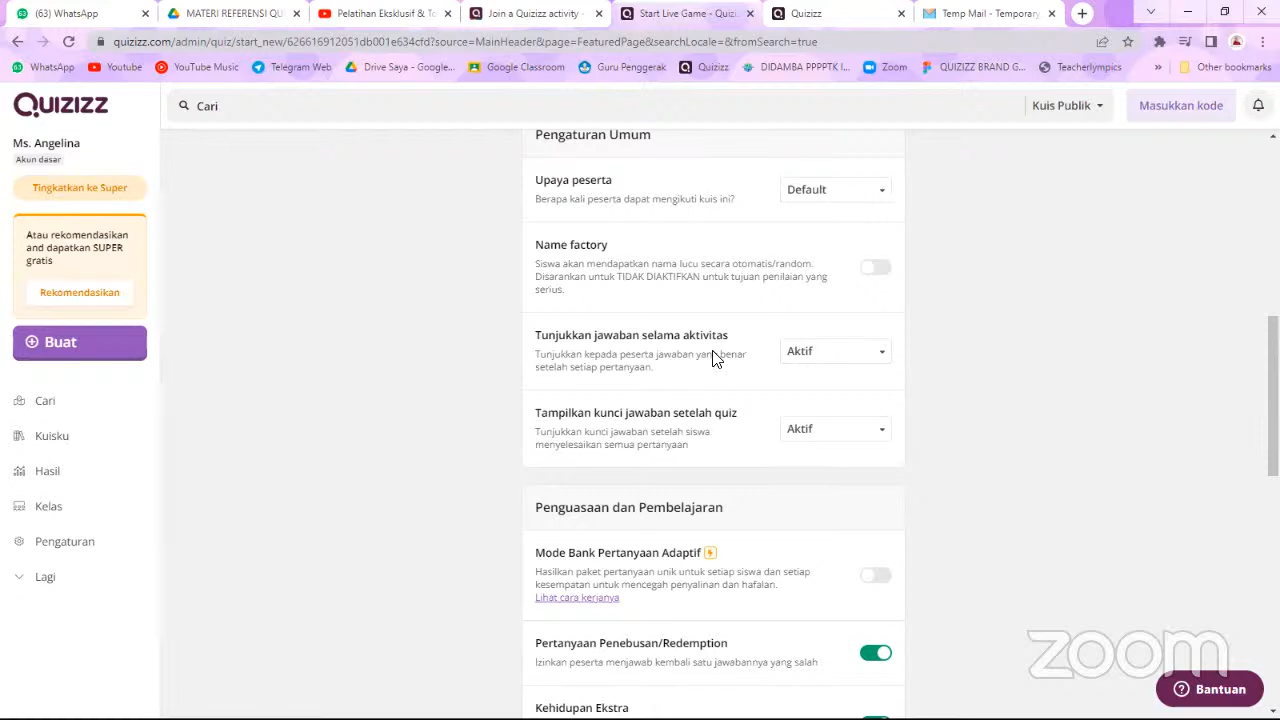 (63) WhatsApp
MATERI REFERENSI QU
Pelatihan Eksklusif & To
Join a Quizizz activity -
Start Live Game - Quizizz
Quizizz
Temp Mail - Temporary
quizizz.com/admin/quiz/start_new/626616912051db001e634cfd?source=MainHeader&page=FeaturedPage&searchLocale=&fromSearch=true
WhatsApp
Youtube
YouTube Music
Telegram Web
Drive Saya - Google...
Google Classroom
Guru Penggerak
Quizizz
DIDAMBA PPPPTK I...
Zoom
QUIZIZZ BRAND G...
Teacherlympics
»
Other bookmarks
QUIZIZZ
Cari
Kuis Publik
Masukkan kode
Ms. Angelina
Akun dasar
Tingkatkan ke Super
Atau rekomendasikan
and dapatkan SUPER
gratis
Rekomendasikan
Buat
Cari
Kuisku
Hasil
Kelas
Pengaturan
Lagi
Pengaturan Umum
Upaya peserta
Berapa kali peserta dapat mengikuti kuis ini?
Default
Name factory
Siswa akan mendapatkan nama lucu secara otomatis/random.
Disarankan untuk TIDAK DIAKTIFKAN untuk tujuan penilaian yang
serius.
Tunjukkan jawaban selama aktivitas
Tunjukkan kepada peserta jawaban yang benar
setelah setiap pertanyaan.
Aktif
Tampilkan kunci jawaban setelah quiz
Tunjukkan kunci jawaban setelah siswa
menyelesaikan semua pertanyaan
Aktif
Penguasaan dan Pembelajaran
Mode Bank Pertanyaan Adaptif
Hasilkan paket pertanyaan unik untuk setiap siswa dan setiap
kesempatan untuk mencegah penyalinan dan hafalan.
Lihat cara kerjanya
Pertanyaan Penebusan/Redemption
Izinkan peserta menjawab kembali satu jawabannya yang salah
Kehidupan Ekstra
zoom
Bantuan